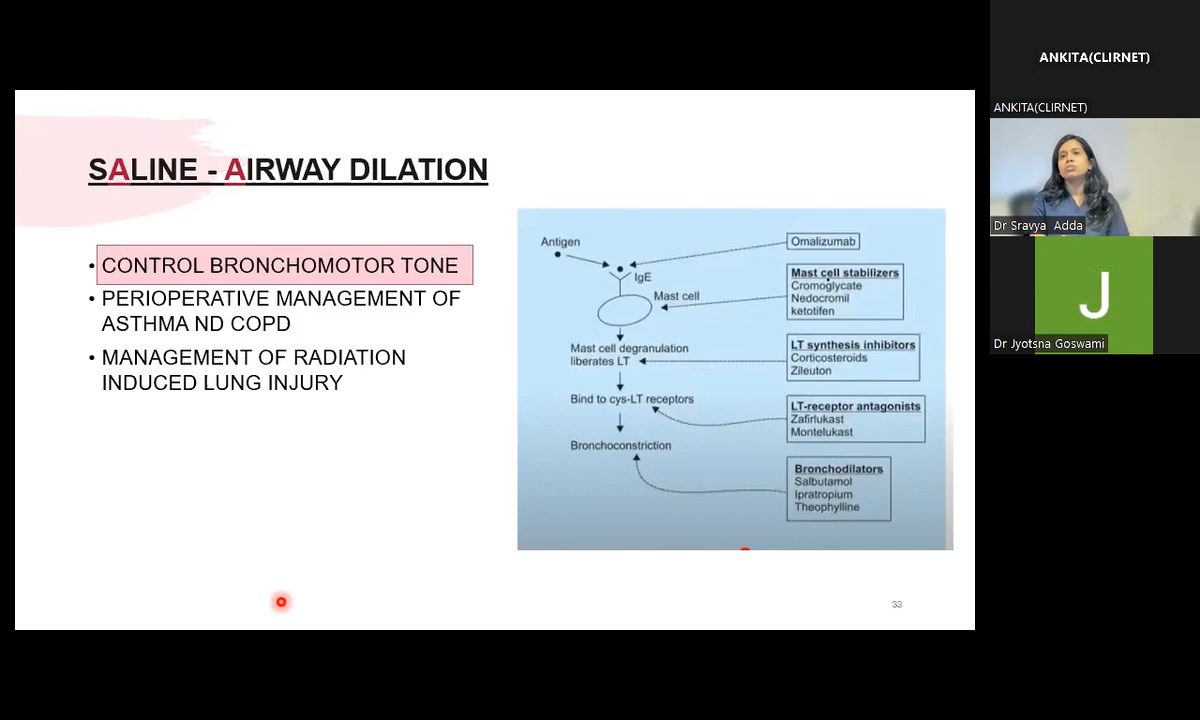 SALINE - AIRWAY DILATION
• CONTROL BRONCHOMOTOR TONE
• PERIOPERATIVE MANAGEMENT OF
ASTHMA ND COPD
• MANAGEMENT OF RADIATION
INDUCED LUNG INJURY
Antigen
IgE
Mast cell
Mast cell degranulation
liberates LT
Bind to cys-LT receptors
Bronchoconstriction
Omalizumab
Mast cell stabilizers
Cromoglycate
Nedocromil
ketotifen
LT synthesis inhibitors
Corticosteroids
Zileuton
LT-receptor antagonists
Zafirlukast
Montelukast
Bronchodilators
Salbutamol
Ipratropium
Theophylline
33
ANKITA(CLIRNET)
ANKITA(CLIRNET)
Dr Sravya Adda
J
Dr Jyotsna Goswami